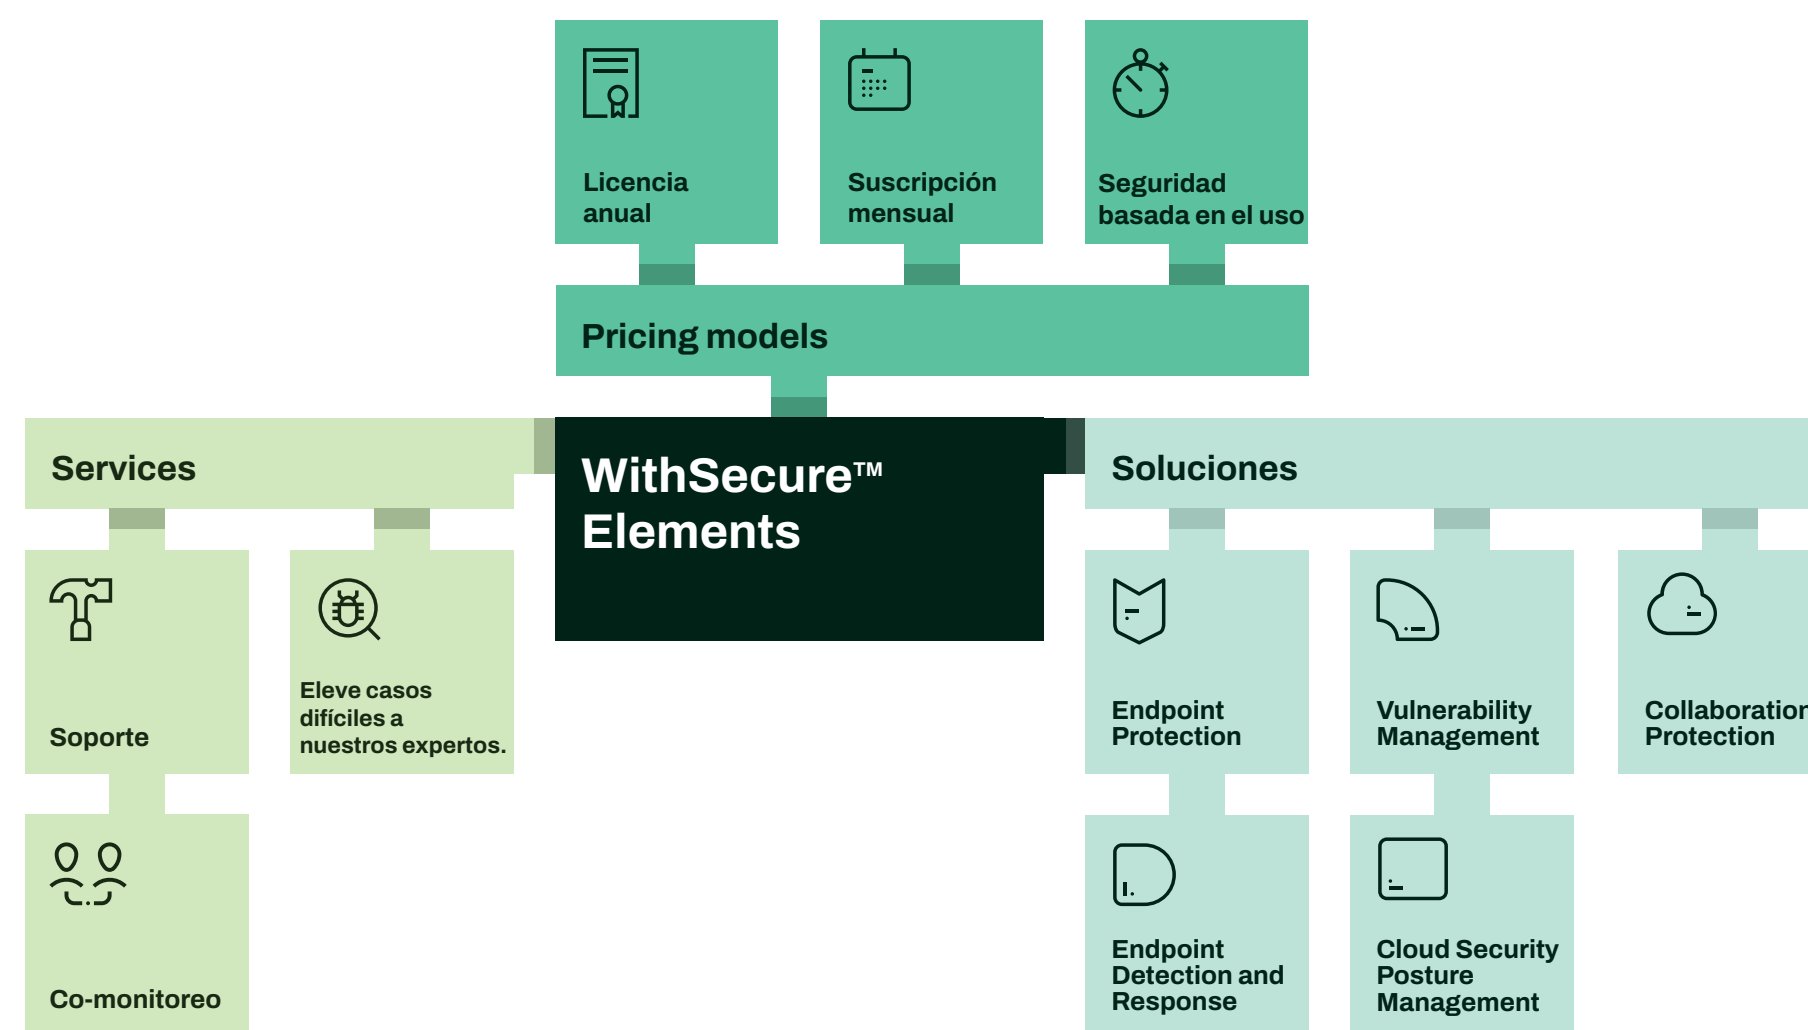 Licencia
anual
Suscripción
mensual
Seguridad
basada en el uso
Pricing models
Services
WithSecure™
Elements
Soluciones
Soporte
Eleve casos
difíciles a
nuestros expertos.
Endpoint
Protection
Vulnerability
Management
Collaboration
Protection
Co-monitoreo
Endpoint
Detection and
Response
Cloud Security
Posture
Management